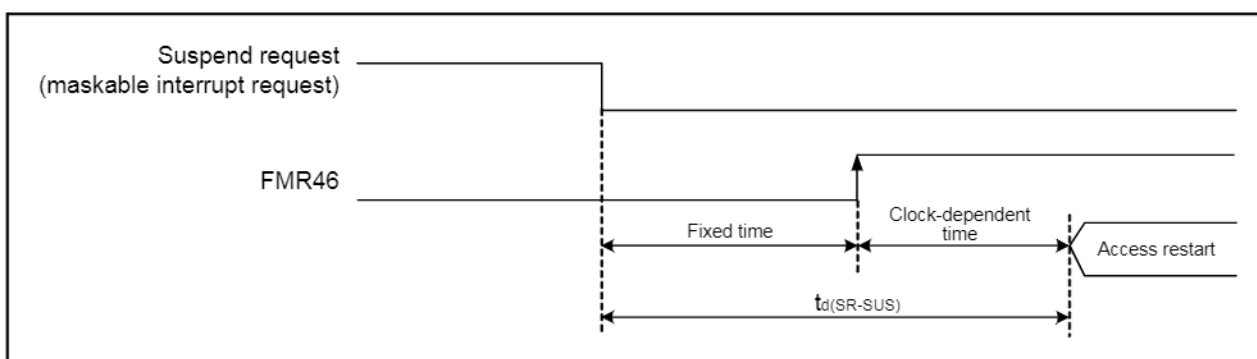 Suspend request
(maskable interrupt request)
FMR46
Fixed time
Clock-dependent
time
Access restart
td(SR-SUS)